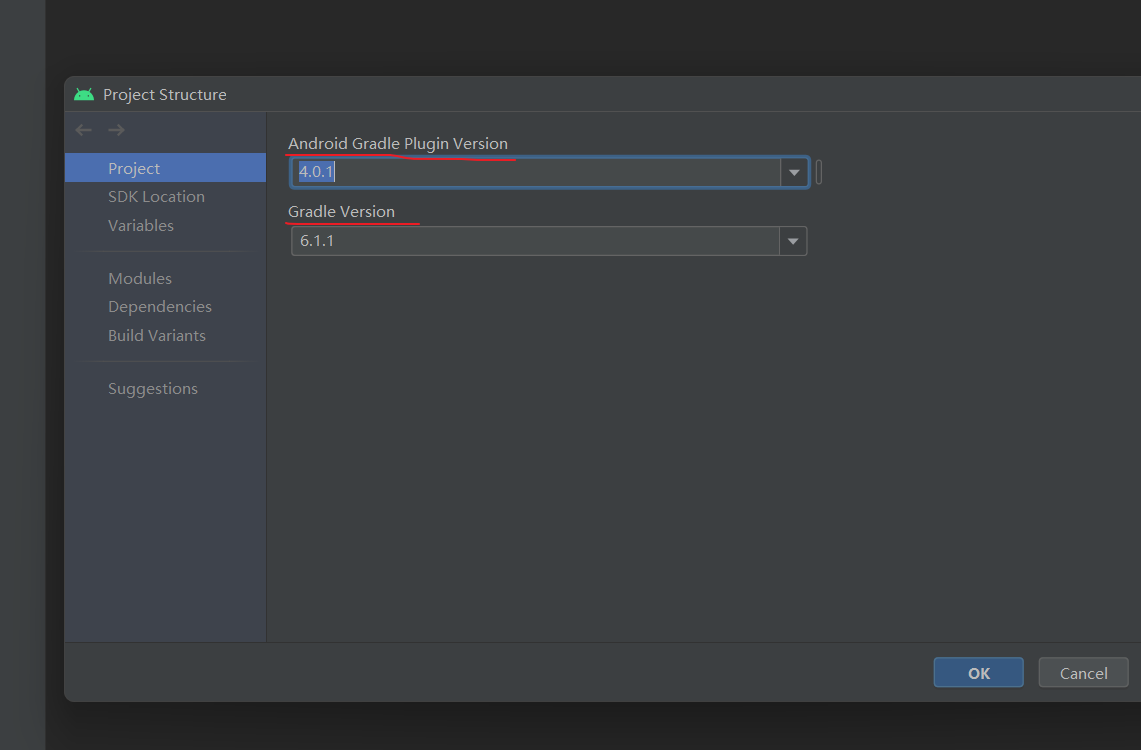 Project Structure
Project
SDK Location
Variables
Modules
Dependencies
Build Variants
Suggestions
Android Gradle Plugin Version
4.0.1
Gradle Version
6.1.1
OK
Cancel